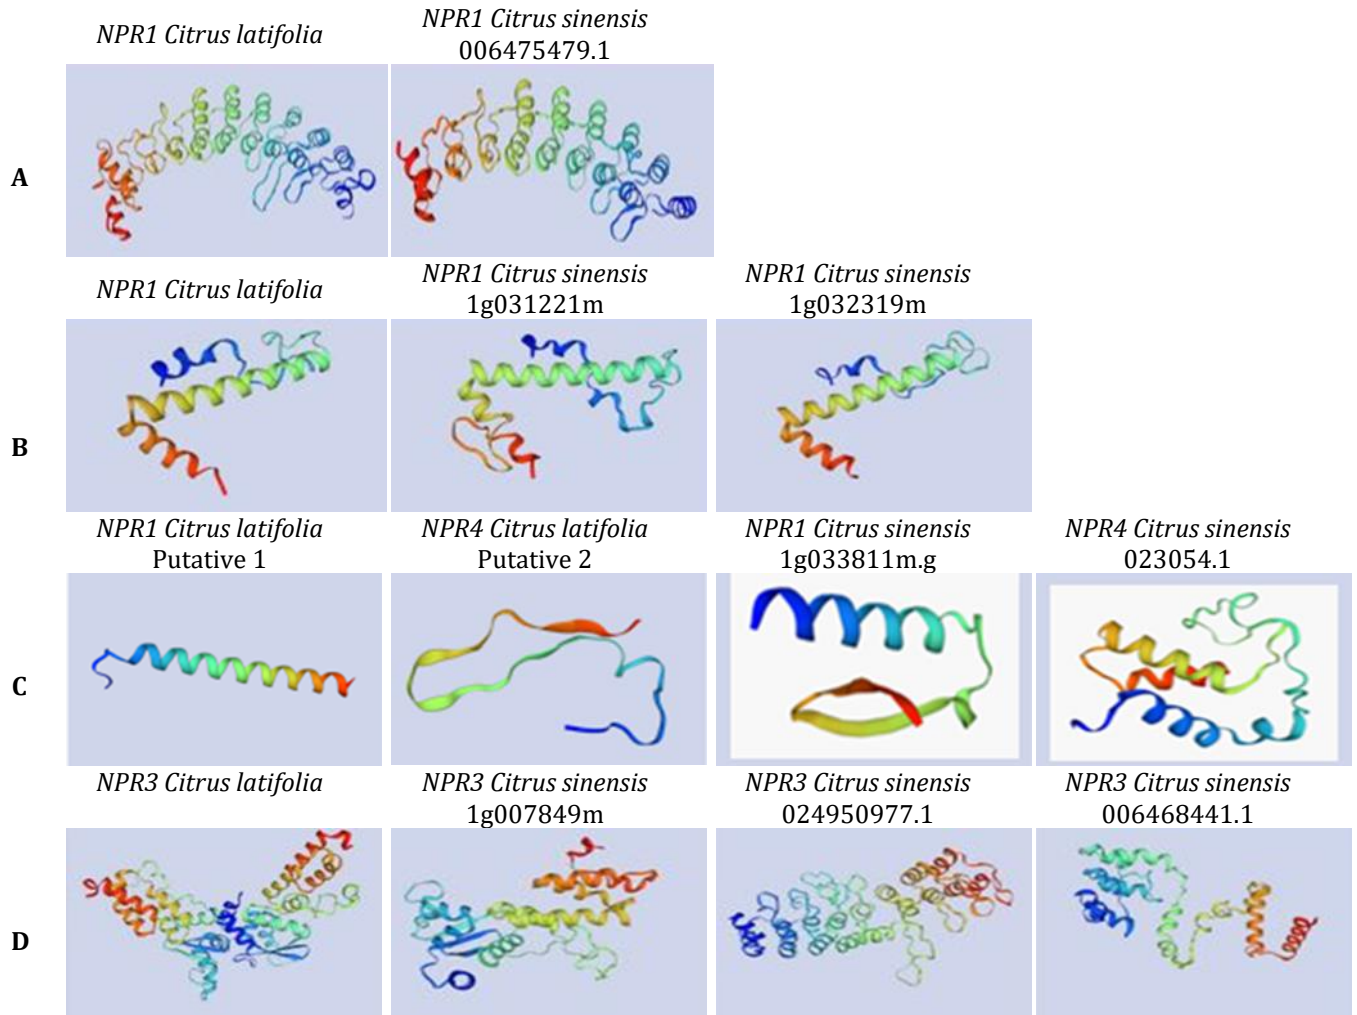 NPR1 Citrus latifolia
NPR1 Citrus sinensis
006475479.1
A
NPR1 Citrus latifolia
NPR1 Citrus sinensis
1g031221m
NPR1 Citrus sinensis
1g032319m
B
NPR1 Citrus latifolia
Putative 1
NPR4 Citrus latifolia
Putative 2
NPR1 Citrus sinensis
1g033811m.g
NPR4 Citrus sinensis
023054.1
C
NPR3 Citrus latifolia
NPR3 Citrus sinensis
1g007849m
NPR3 Citrus sinensis
024950977.1
NPR3 Citrus sinensis
006468441.1
D